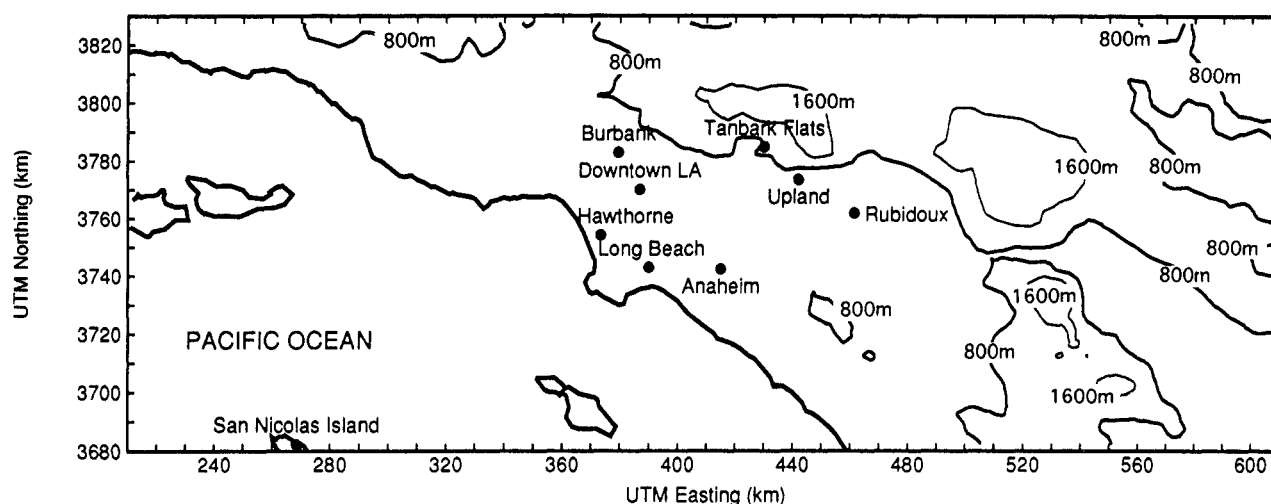 3820
3800
3780
3760
3740
3720
3700
3680
UTM Northing (km)
800m
800m
800m
800m
1600m
Tanbark Flats
Burbank
Downtown LA
Upland
Rubidoux
1600m
800m
Hawthorne
Long Beach
Anaheim
800m
800m
800m
1600m
800m
1600m
PACIFIC OCEAN
San Nicolas Island
240
280
320
360
400
440
480
520
560
600
UTM Easting (km)